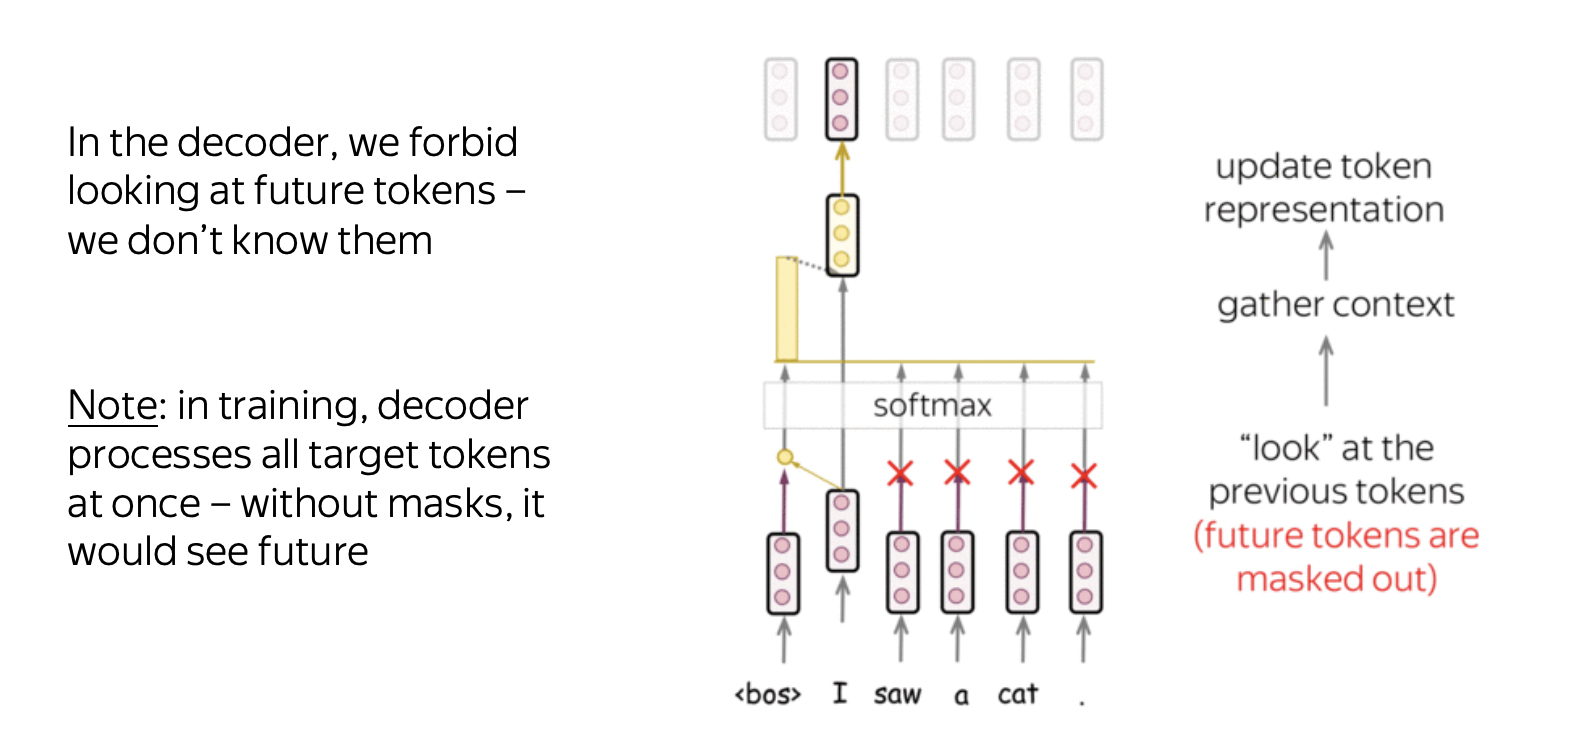 In the decoder, we forbid
looking at future tokens –
we don't know them
Note: in training, decoder
processes all target tokens
at once – without masks, it
would see future
softmax
<bos> I saw a cat .
update token
representation
gather context
“look” at the
previous tokens
(future tokens are
masked out)